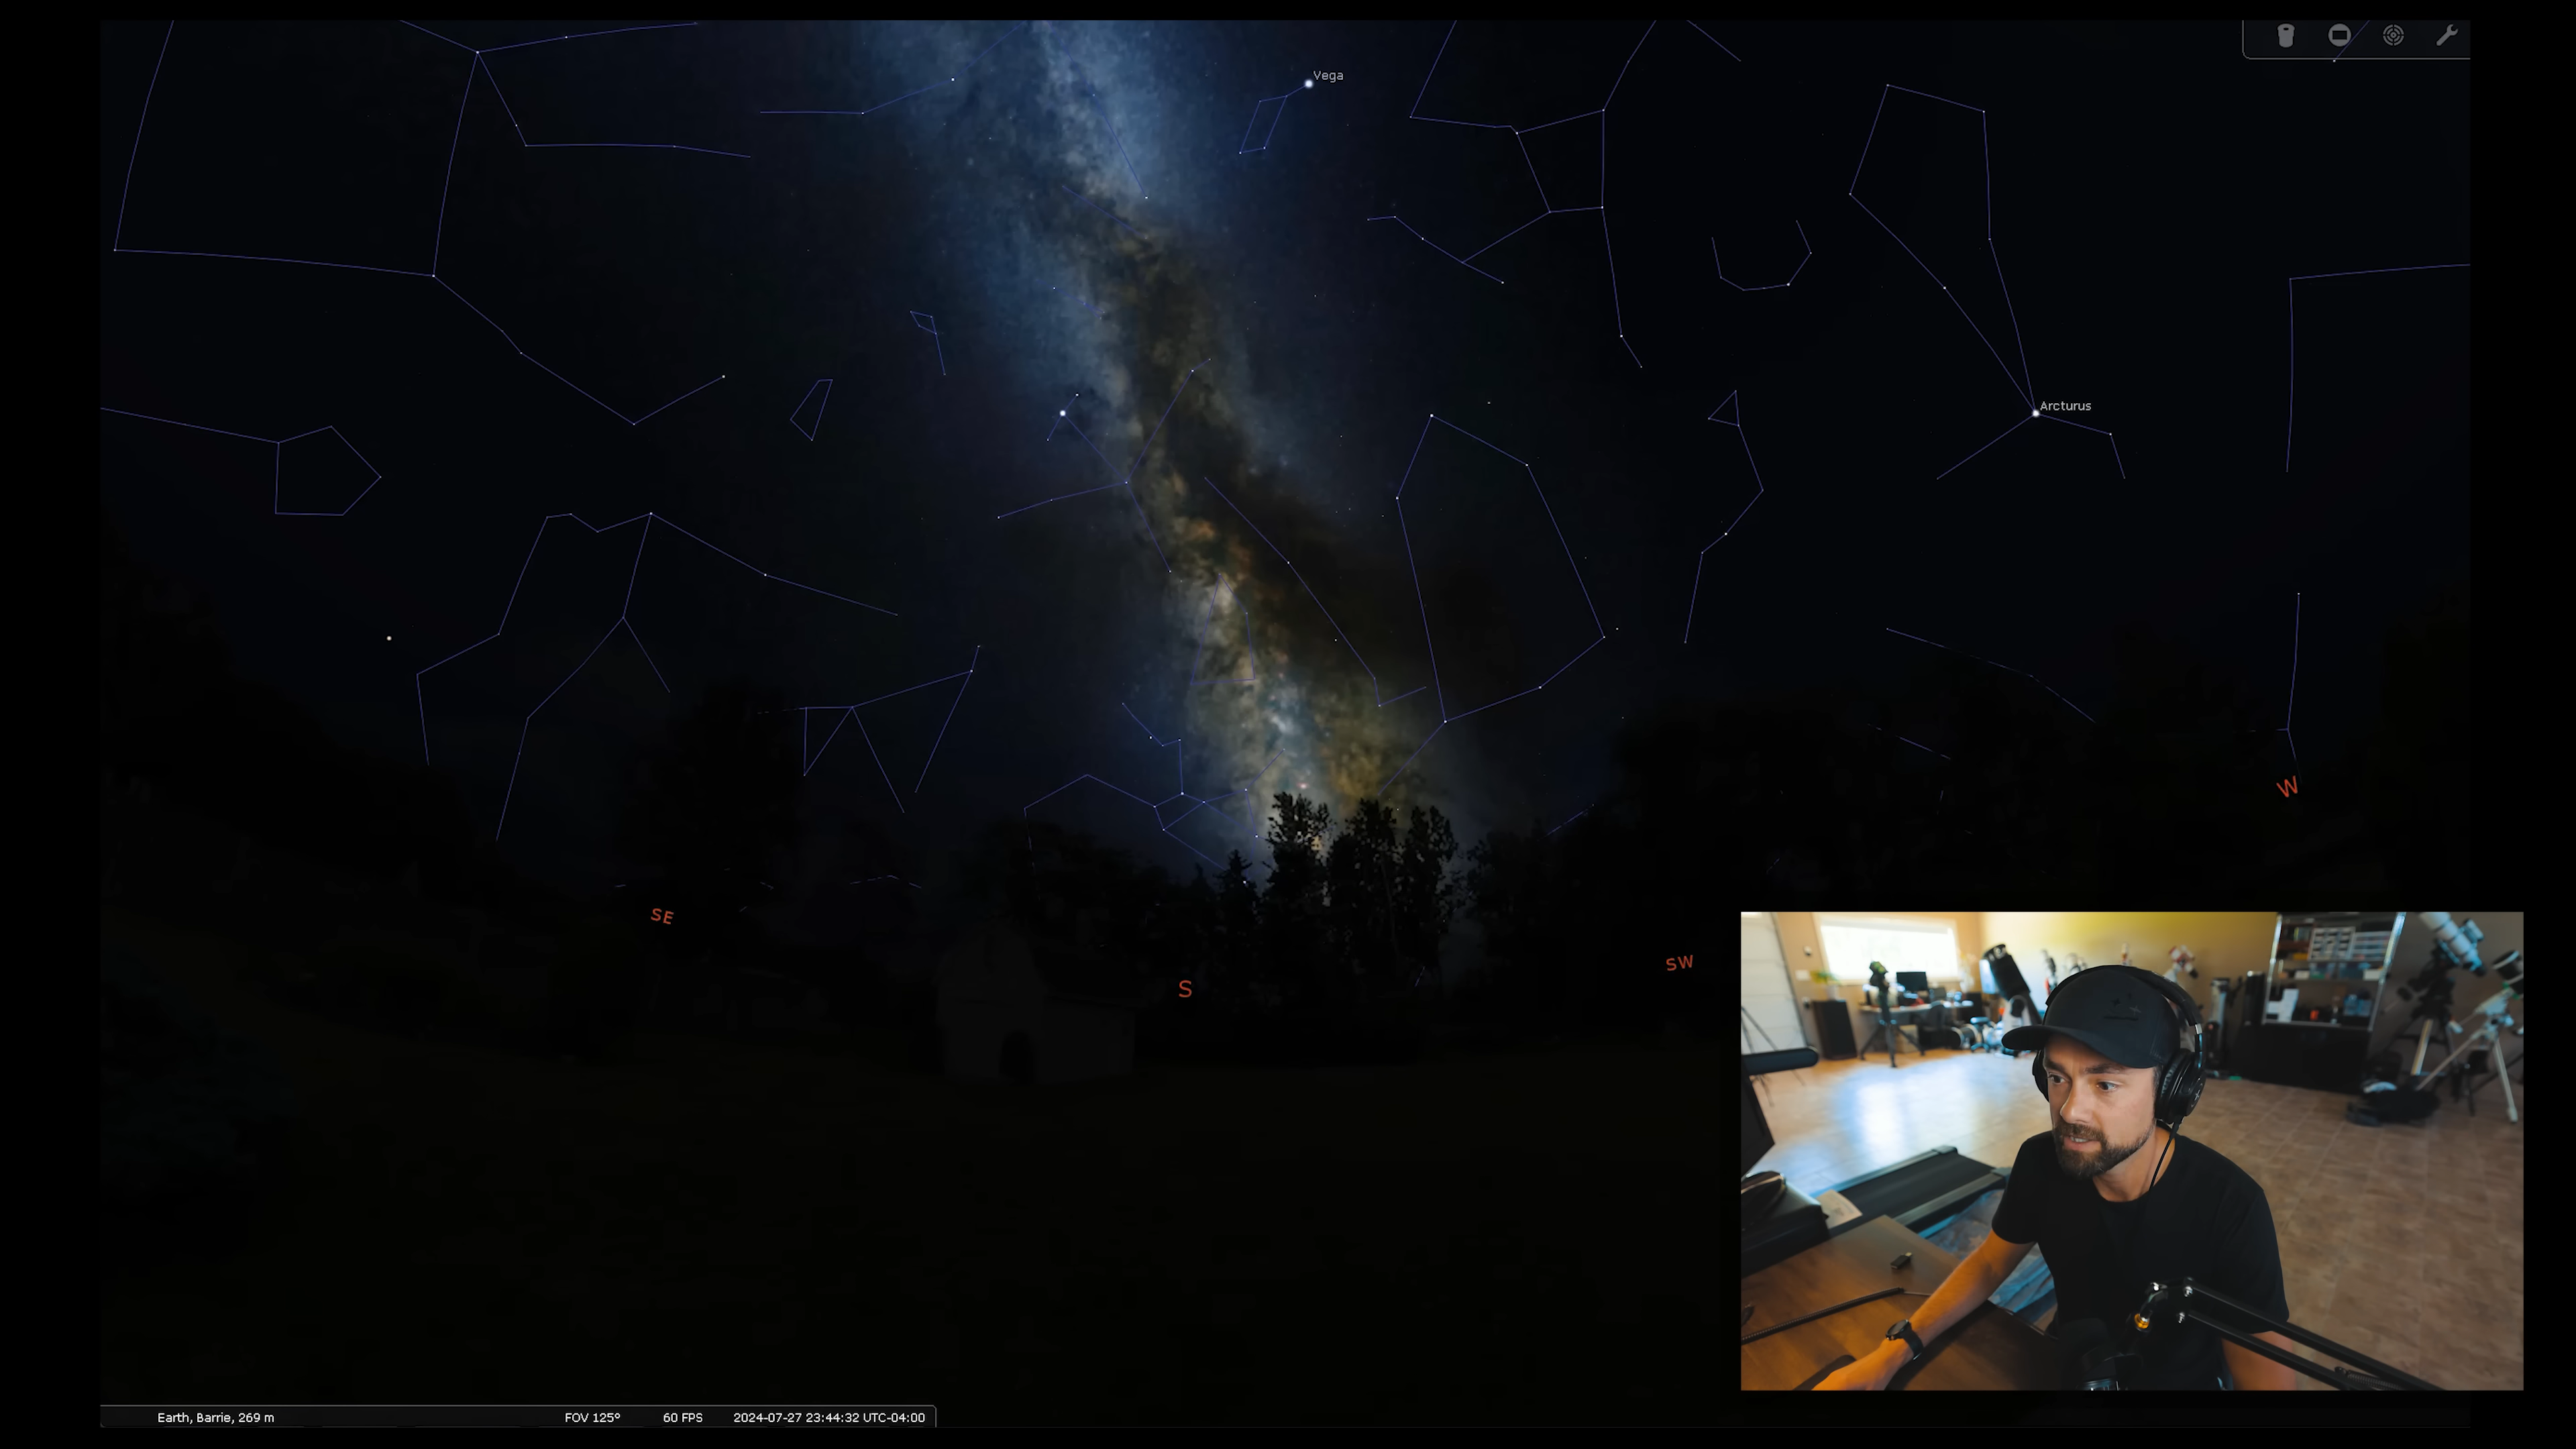 Vega
Arcturus
W
SE
SW
S
Earth, Barrie, 269 m FOV 125° 60 FPS 2024-07-27 23:44:32 UTC-04:00